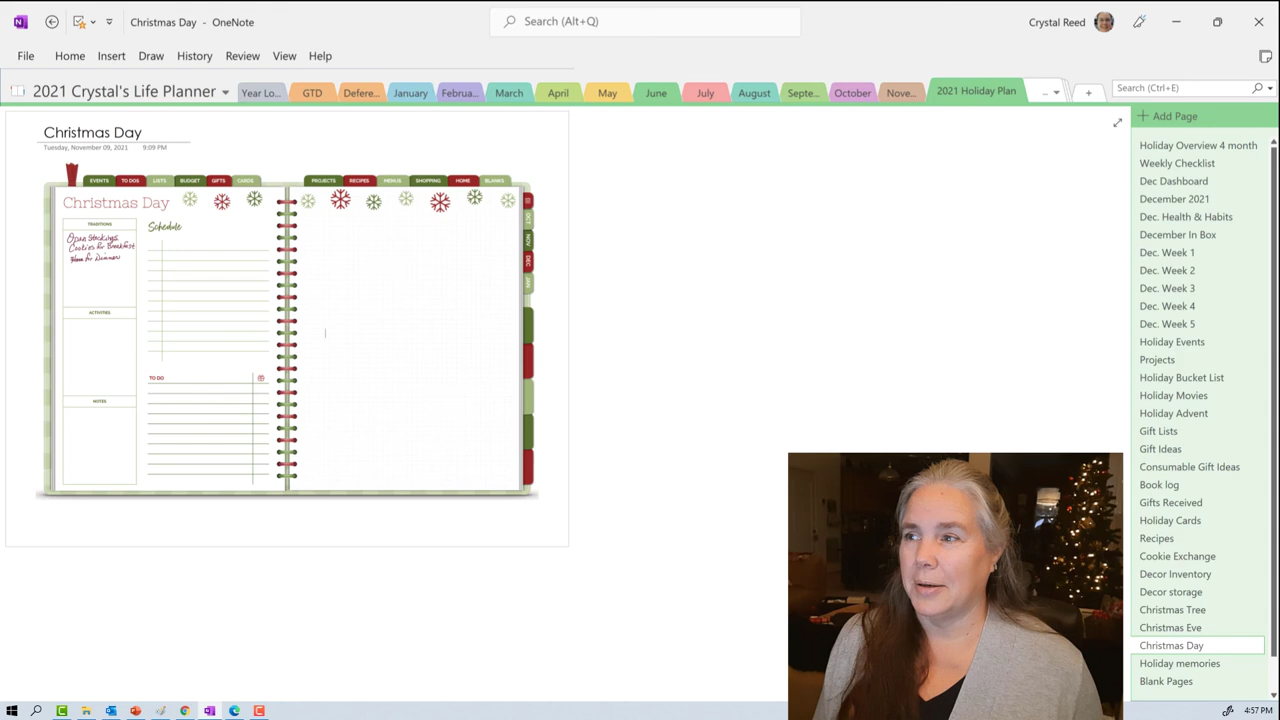 Christmas Day - OneNote
Search (Alt+Q)
Crystal Reed
File Home Insert Draw History Review View Help
2021 Crystal's Life Planner
Year Lo... GTD Defere... January Februa... March April May June July August Septe... October Nove... 2021 Holiday Plan ...
Search (Ctrl+E)
Add Page
Christmas Day
Tuesday, November 09, 2021 9:09 PM
EVENTS TO DOS LISTS BUDGET GIFTS CARDS
PROJECTS RECIPES MENUS SHOPPING HOME BLANKS
Christmas Day
TRADITIONS
Open Stockings
Cookies for Breakfast
Ham for Dinner
Schedule
ACTIVITIES
TO DO
NOTES
OCT
NOV
DEC
JAN
Holiday Overview 4 month
Weekly Checklist
Dec Dashboard
December 2021
Dec. Health & Habits
December In Box
Dec. Week 1
Dec. Week 2
Dec. Week 3
Dec. Week 4
Dec. Week 5
Holiday Events
Projects
Holiday Bucket List
Holiday Movies
Holiday Advent
Gift Lists
Gift Ideas
Consumable Gift Ideas
Book log
Gifts Received
Holiday Cards
Recipes
Cookie Exchange
Decor Inventory
Decor storage
Christmas Tree
Christmas Eve
Christmas Day
Holiday memories
Blank Pages
4:57 PM